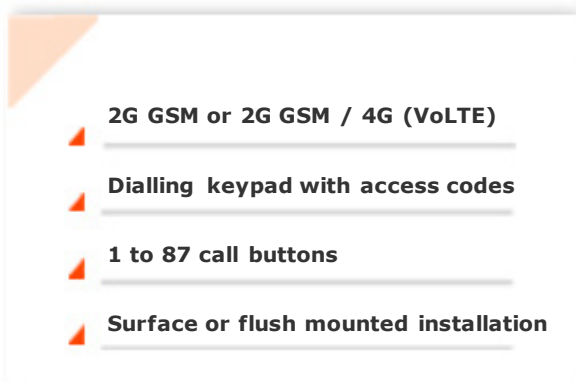 2G GSM or 2G GSM / 4G (VoLTE)
Dialling keypad with access codes
1 to 87 call buttons
Surface or flush mounted installation